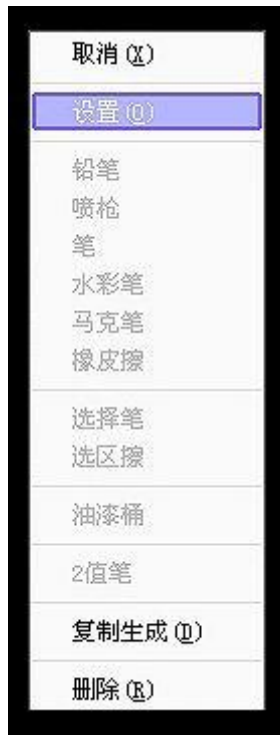 取消(X)
设置(O)
铅笔
喷枪
笔
水彩笔
马克笔
橡皮擦
选择笔
选区擦
油漆桶
2值笔
复制生成(D)
删除(R)